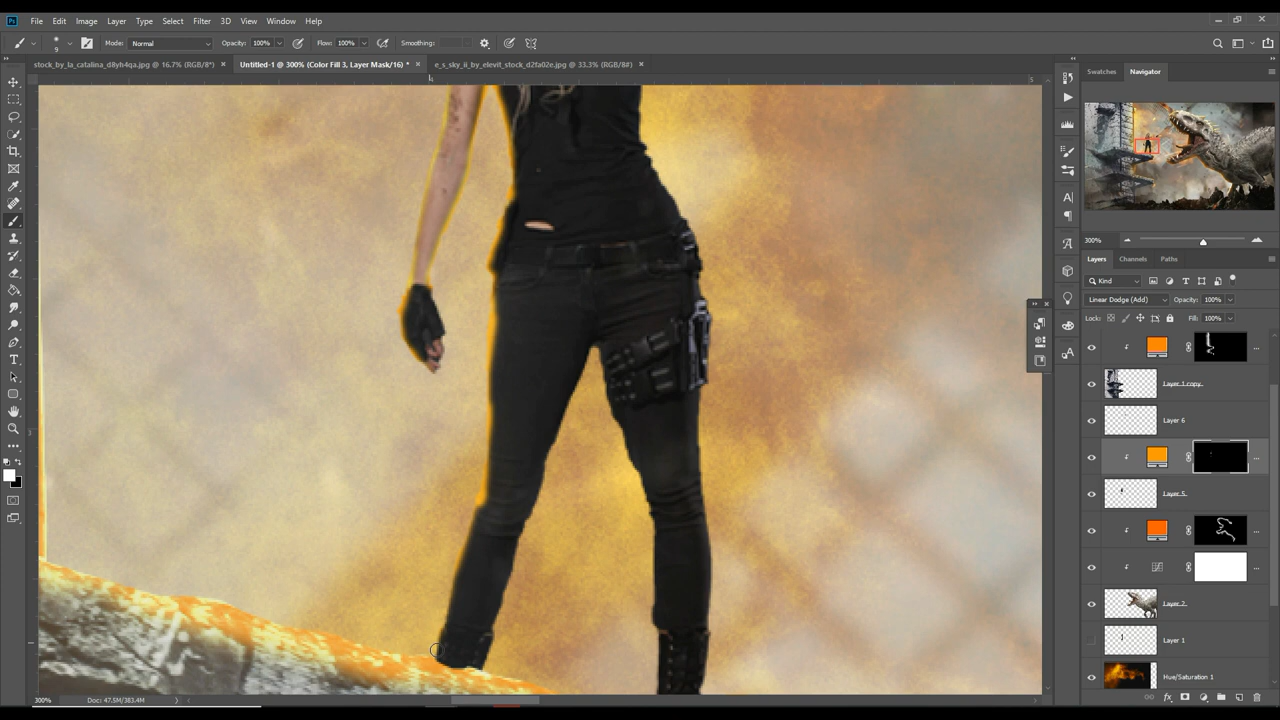 Ps File Edit Image Layer Type Select Filter 3D View Window Help
9 Mode: Normal Opacity: 100% Flow: 100% Smoothing:
stock_by_la_catalina_d8yh4qa.jpg @ 16.7% (RGB/8*) × Untitled-1 @ 300% (Color Fill 3, Layer Mask/16) * × e_s_sky_ii_by_elevit_stock_d2fa02e.jpg @ 33.3% (RGB/8#) ×
Swatches Navigator
300%
Layers Channels Paths
Kind
Linear Dodge (Add) Opacity: 100%
Lock: Fill: 100%
Layer 1 copy
Layer 6
Layer 5
Layer 2
Layer 1
Hue/Saturation 1
300% Doc: 47.5M/383.4M